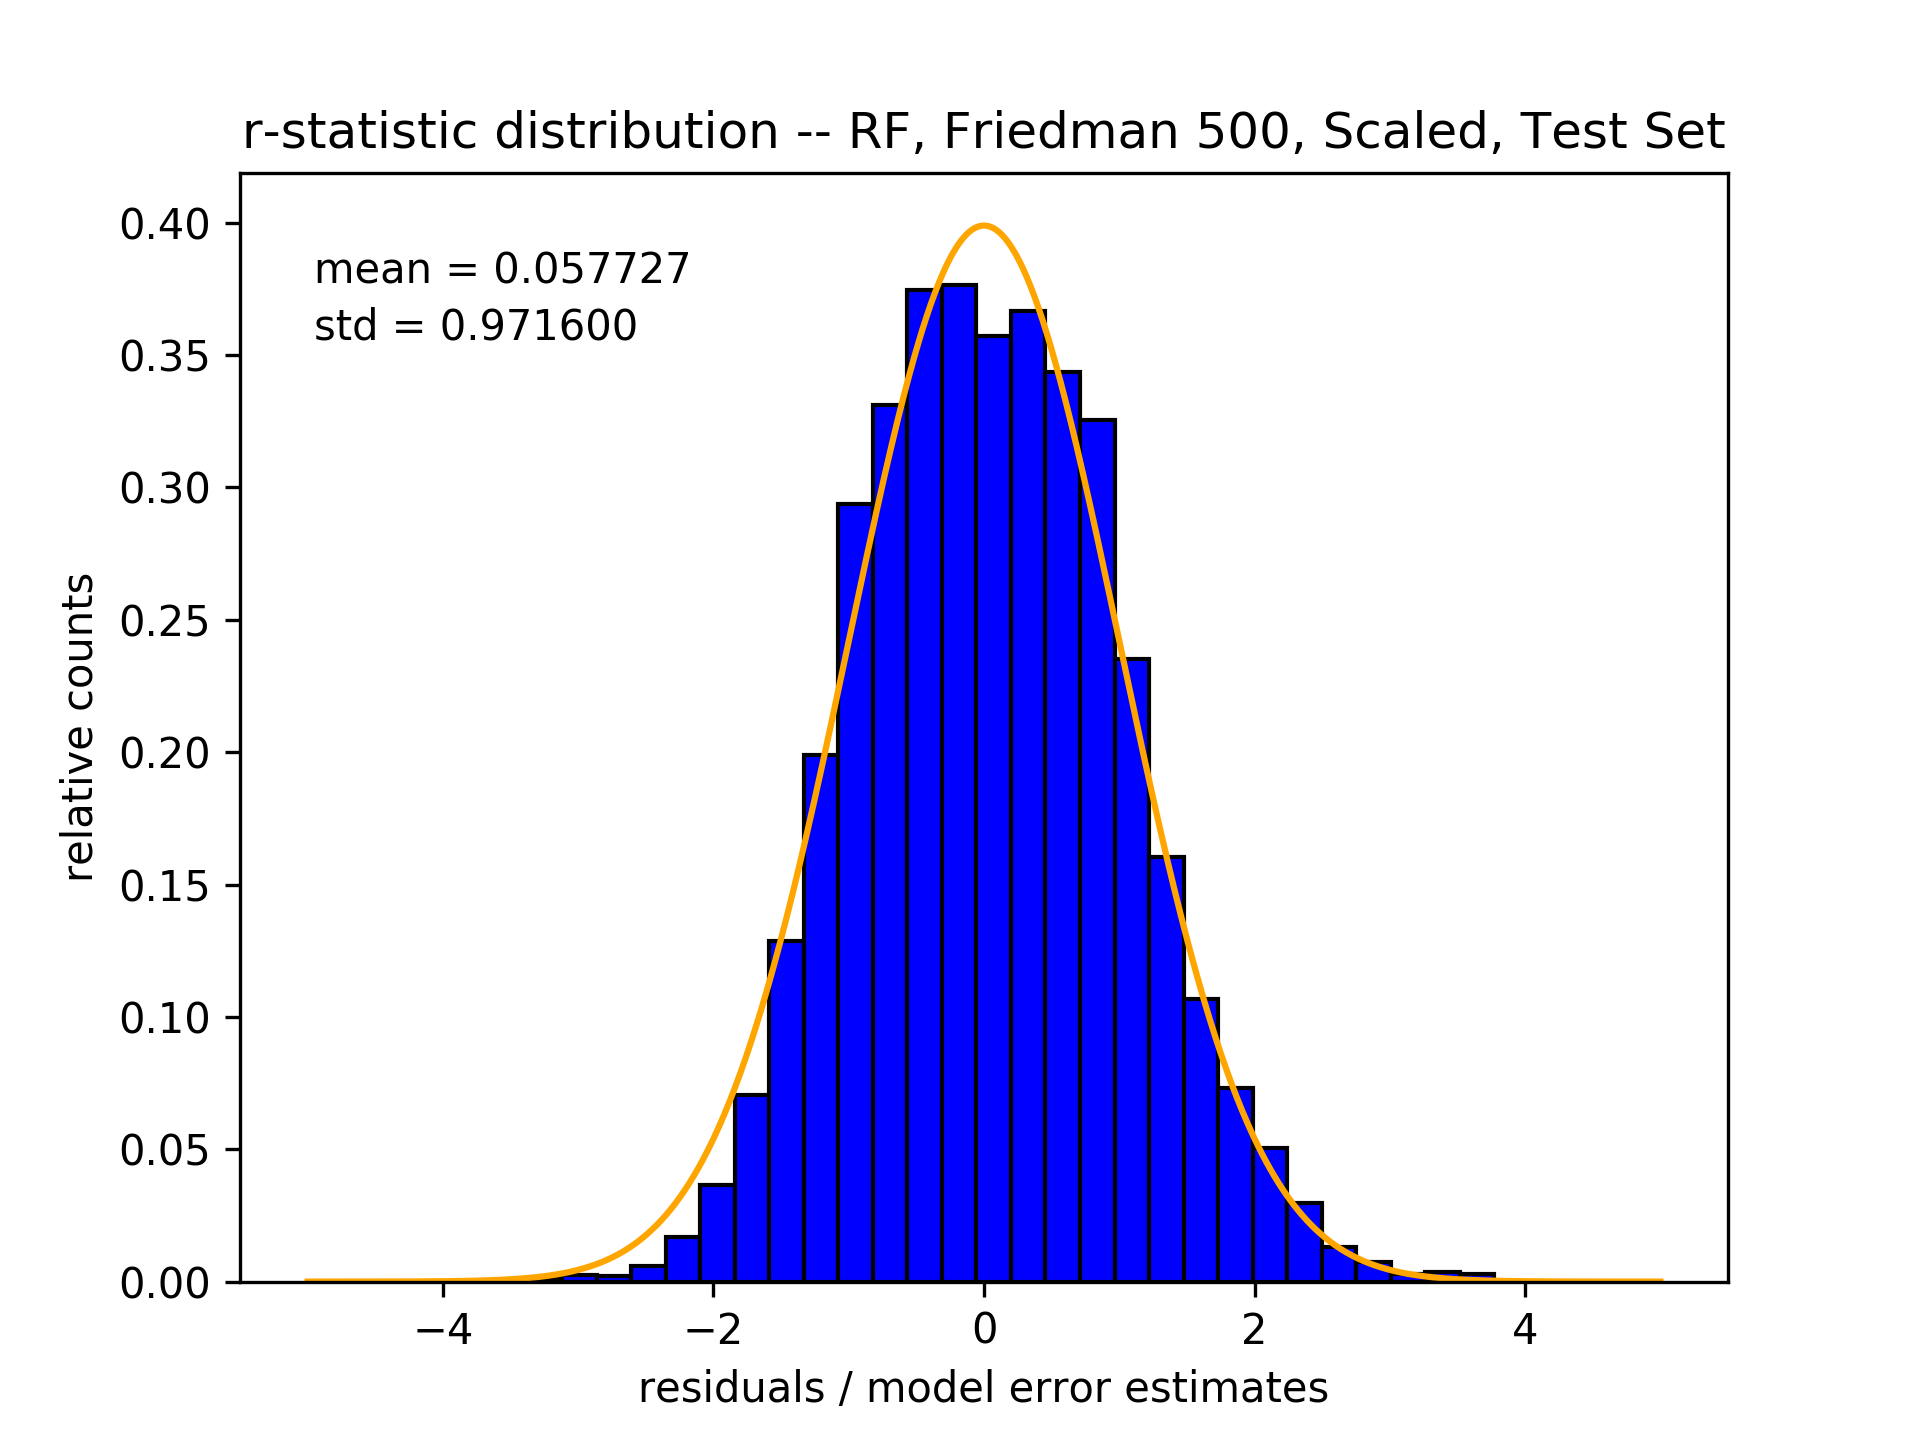 r-statistic distribution -- RF, Friedman 500, Scaled, Test Set
mean = 0.057727
std = 0.971600
relative counts
0.40
0.35
0.30
0.25
0.20
0.15
0.10
0.05
0.00
−4
−2
0
2
4
residuals / model error estimates